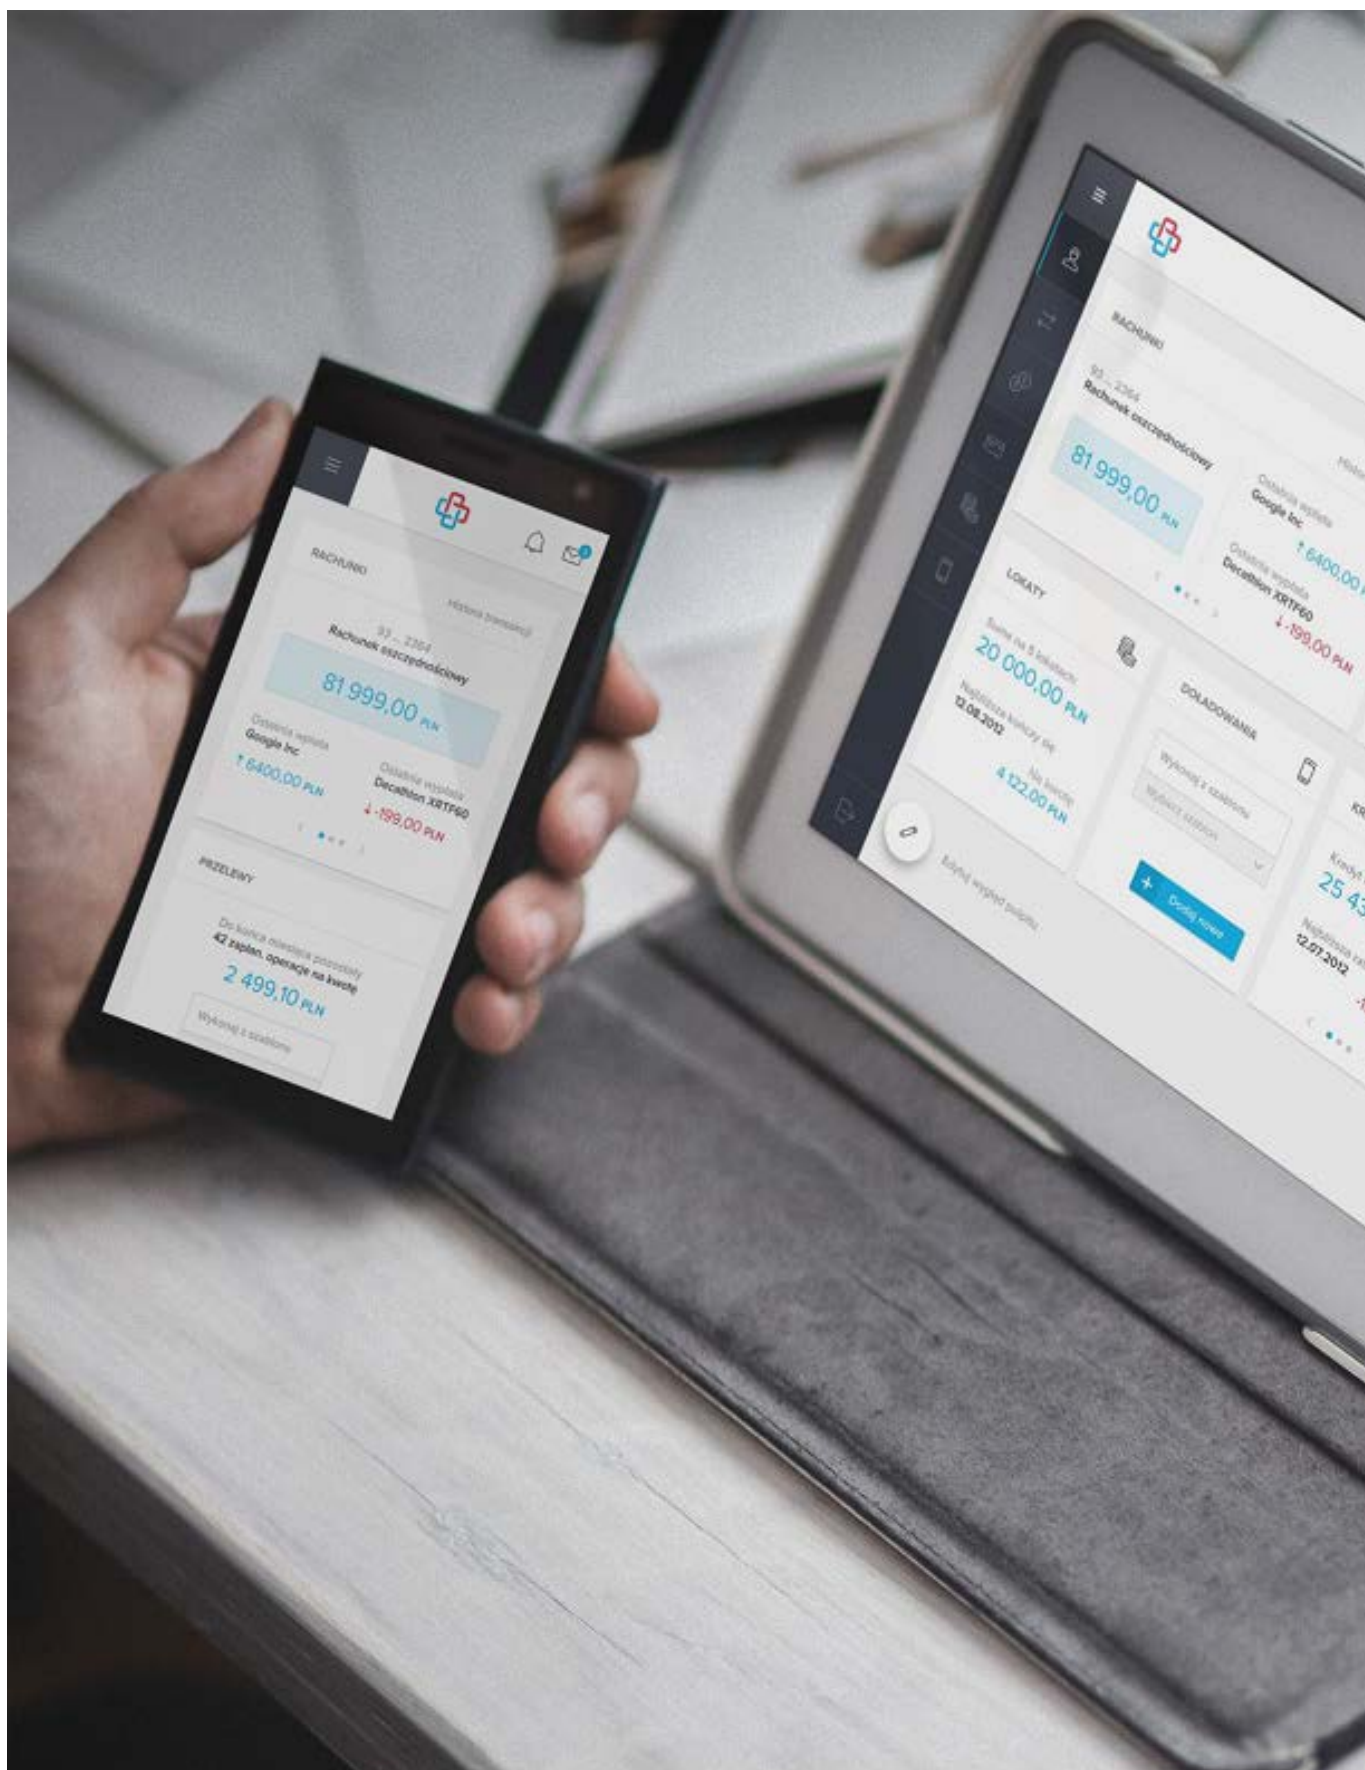 RACHUNKI
Historia transakcji
93 ... 2364
Rachunek oszczędnościowy
81 999,00 PLN
Ostatnia wpłata
Google Inc
↑ 6400,00 PLN
Ostatnia wypłata
Decathlon XRTF60
↓ -199,00 PLN
PRZELEWY
Do końca miesiąca pozostały
42 zaplan. operacje na kwotę
2 499,10 PLN
Wykonaj z szablonu
RACHUNKI
93 ... 2364
Rachunek oszczędnościowy
81 999,00 PLN
Ostatnia wpłata
Google Inc
↑ 6400,00
Ostatnia wypłata
Decathlon XRTF60
↓ -199,00 PLN
LOKATY
Suma na 5 lokatach:
20 000,00 PLN
Najbliższa kończy się
12.08.2012
Na kwotę
4 122,00 PLN
DOŁADOWANIA
Wykonaj z szablonu
Wybierz szablon
+ Dodaj nowe
Kredyt
25 45
Najbliższa
12.07.2012
Edytuj wygląd pulpitu